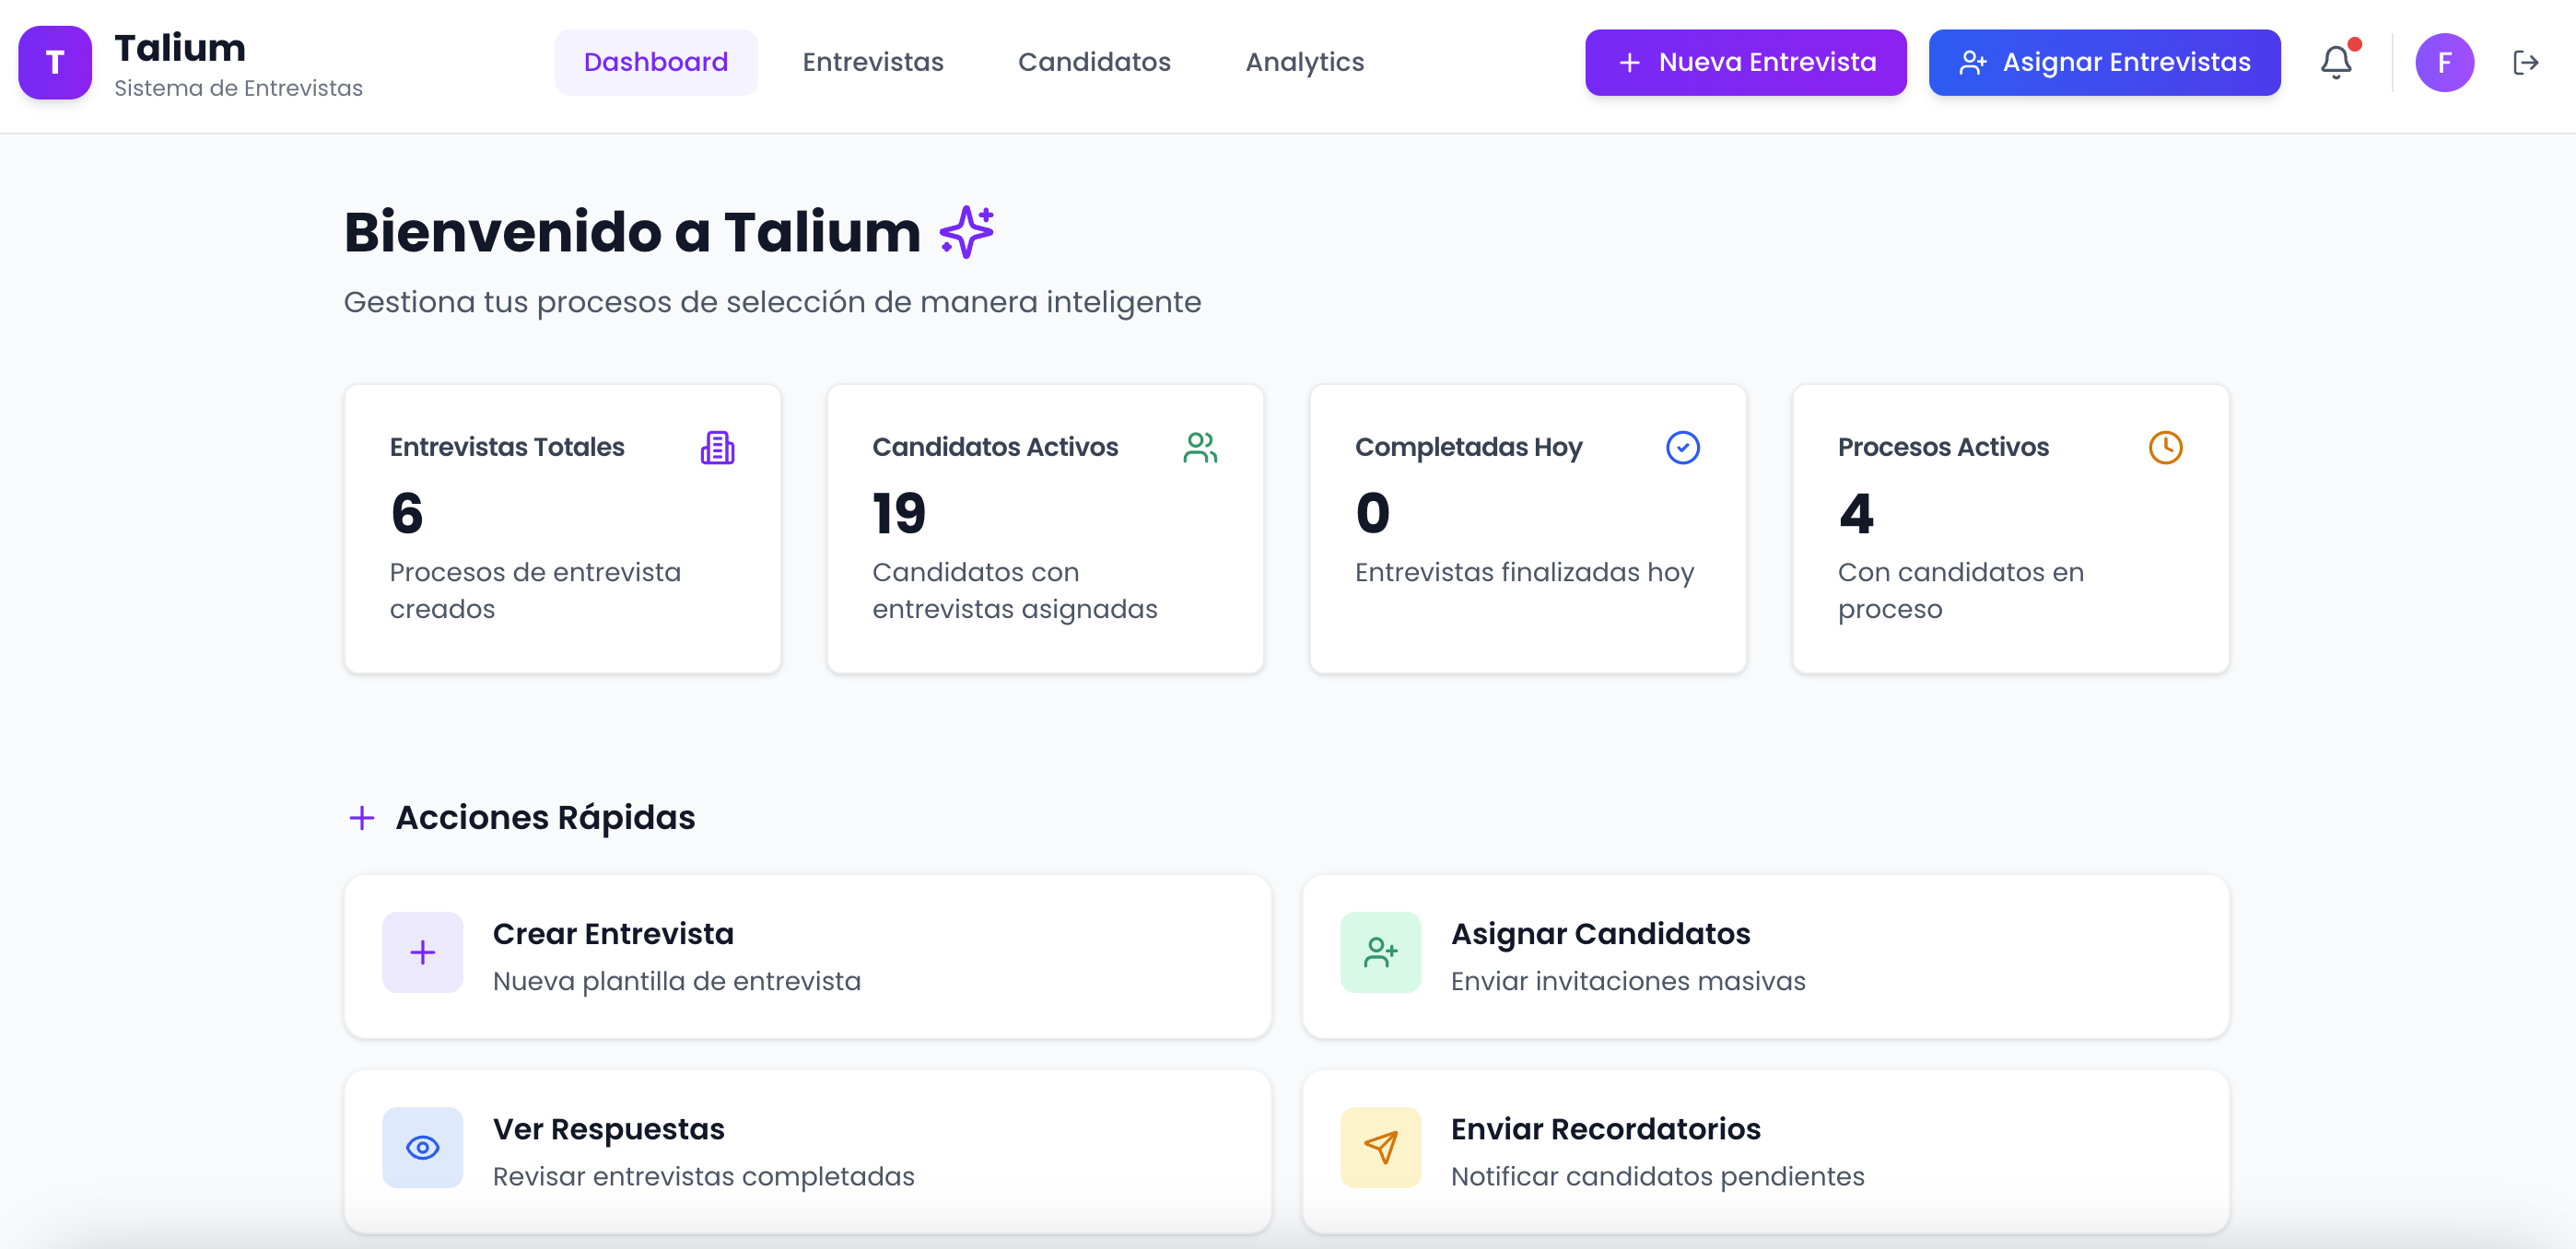 T
Talium
Sistema de Entrevistas
Dashboard
Entrevistas
Candidatos
Analytics
Nueva Entrevista
Asignar Entrevistas
F
Bienvenido a Talium
Gestiona tus procesos de selección de manera inteligente
Entrevistas Totales
6
Procesos de entrevista
creados
Candidatos Activos
19
Candidatos con
entrevistas asignadas
Completadas Hoy
0
Entrevistas finalizadas hoy
Procesos Activos
4
Con candidatos en
proceso
Acciones Rápidas
Crear Entrevista
Nueva plantilla de entrevista
Asignar Candidatos
Enviar invitaciones masivas
Ver Respuestas
Revisar entrevistas completadas
Enviar Recordatorios
Notificar candidatos pendientes